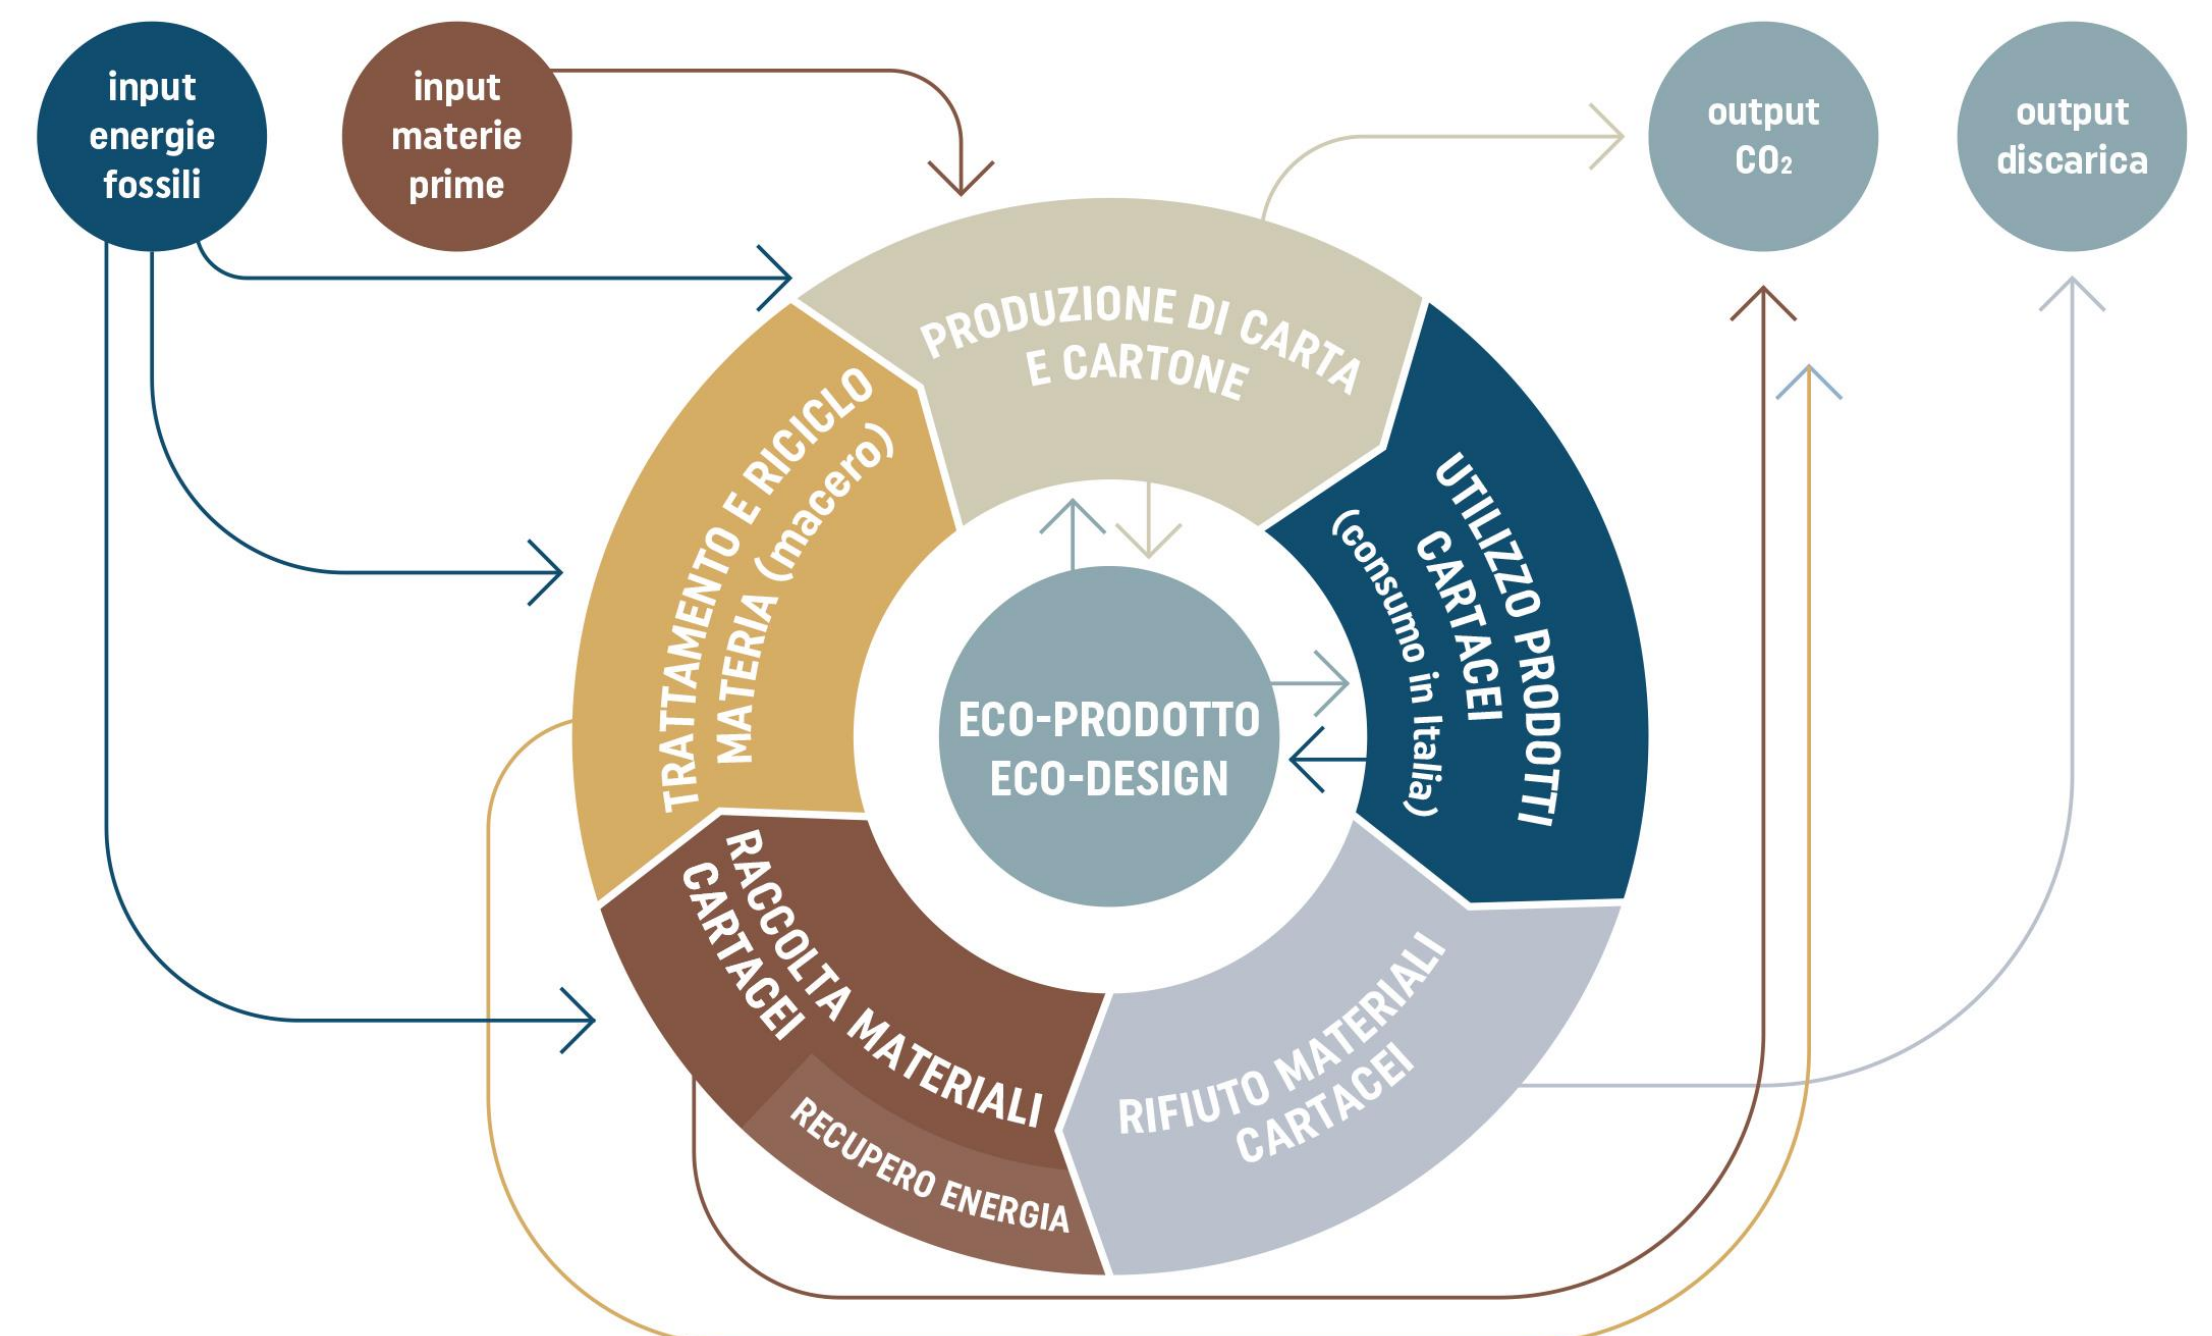 input
energie
fossili
input
materie
prime
output
CO₂
output
discarica
PRODUZIONE DI CARTA
E CARTONE
UTILIZZO PRODOTTI
CARTACEI
(consumo in Italia)
RIFIUTO MATERIALI
CARTACEI
RACCOLTA MATERIALI
CARTACEI
RECUPERO ENERGIA
TRATTAMENTO E RICICLO
MATERIA (macero)
ECO-PRODOTTO
ECO-DESIGN